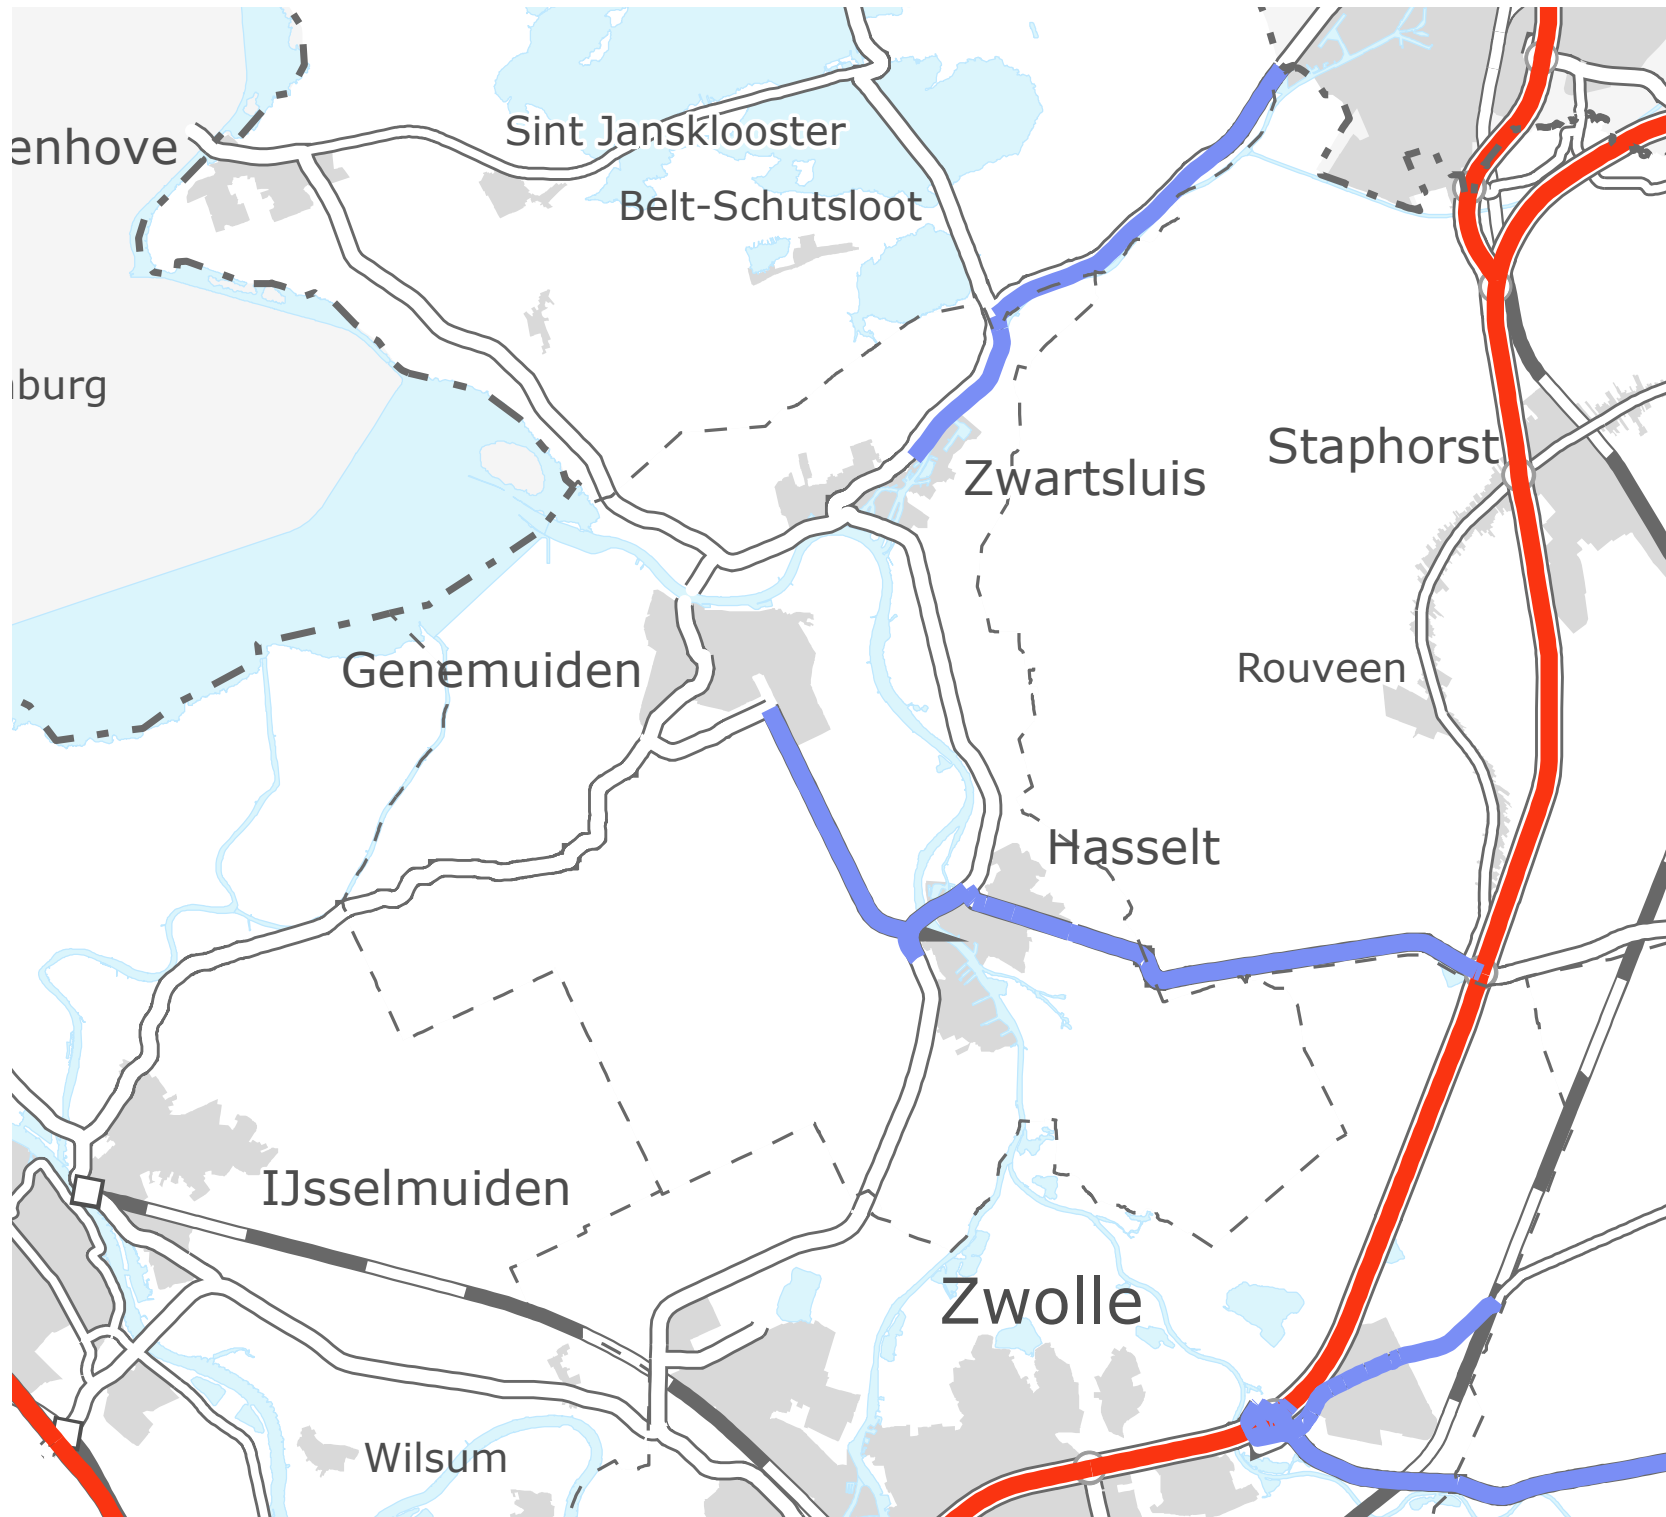 enhove
Sint Jansklooster
Belt-Schutsloot
burg
Staphorst
Zwartsluis
Genemuiden
Rouveen
Hasselt
IJsselmuiden
Zwolle
Wilsum